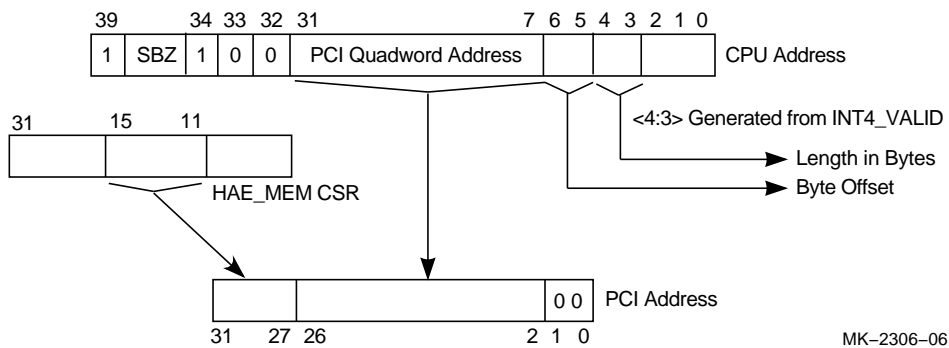 39 34 33 32 31 7 6 5 4 3 2 1 0
1 SBZ 1 0 0 PCI Quadword Address CPU Address
<4:3> Generated from INT4_VALID
31 15 11
Length in Bytes
Byte Offset
HAE_MEM CSR
0 0 PCI Address
31 27 26 2 1 0
MK–2306–06